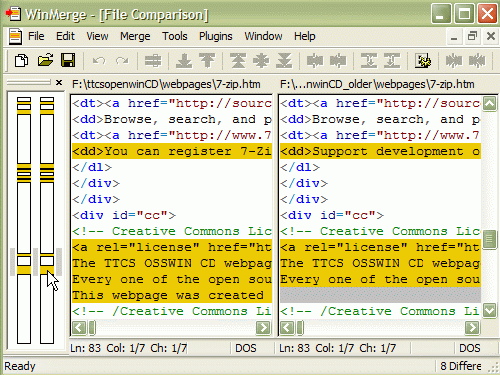 WinMerge - [File Comparison]
File Edit View Merge Tools Plugins Window Help
F:\ttcsopenwinCD\webpages\7-zip.htm
F:\...nwinCD_older\webpages\7-zip.htm
<dt><a href="http://sourc
<dd>Browse, search, and p
<dt><a href="http://www.7
<dd>You can register 7-Zi
</dl>
</div>
</div>
<div id="cc">
<!-- Creative Commons Lic
<a rel="license" href="ht
The TTCS OSSWIN CD webpag
Every one of the open sou
This webpage was created
<!-- /Creative Commons Li
<dt><a href="http://sourc
<dd>Browse, search, and p
<dt><a href="http://www.7
<dd>Support development o
</dl>
</div>
</div>
<div id="cc">
<!-- Creative Commons Lic
<a rel="license" href="ht
The TTCS OSSWIN CD webpag
Every one of the open sou
<!-- /Creative Commons Li
Ln: 83 Col: 1/7 Ch: 1/7 DOS
Ln: 83 Col: 1/7 Ch: 1/7 DOS
Ready
8 Differe